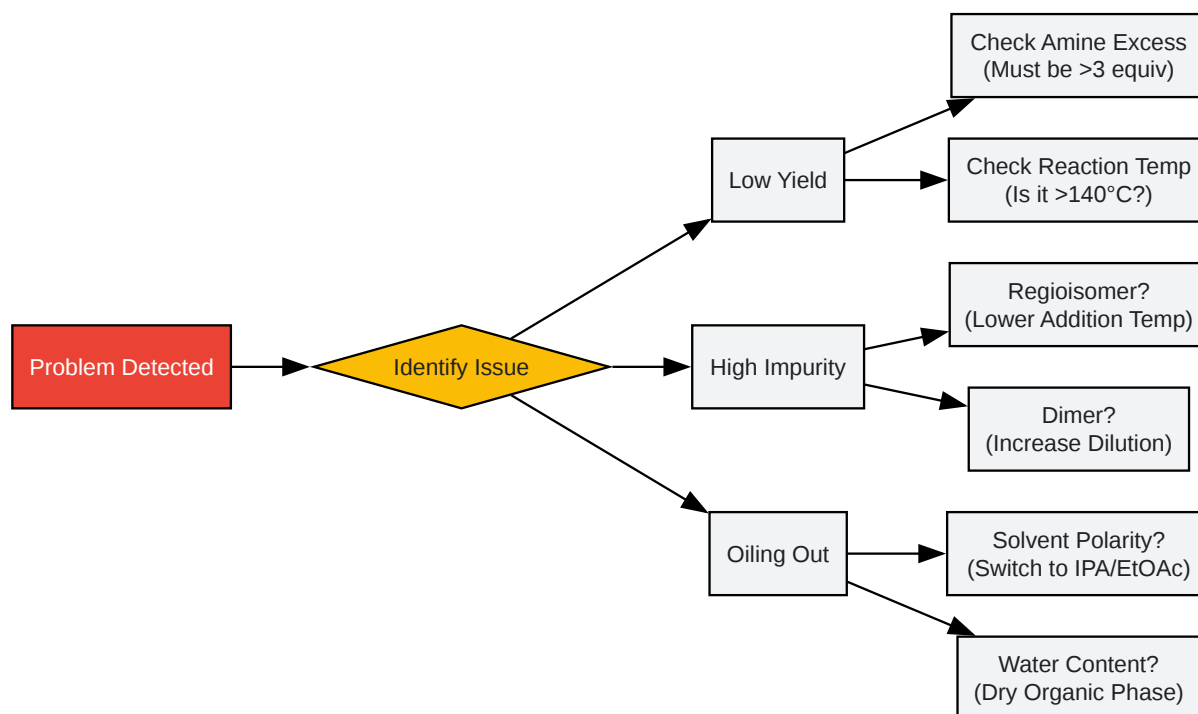 Problem Detected
Identify Issue
Low Yield
Check Amine Excess
(Must be >3 equiv)
Check Reaction Temp
(Is it >140°C?)
High Impurity
Regioisomer?
(Lower Addition Temp)
Dimer?
(Increase Dilution)
Oiling Out
Solvent Polarity?
(Switch to IPA/EtOAc)
Water Content?
(Dry Organic Phase)